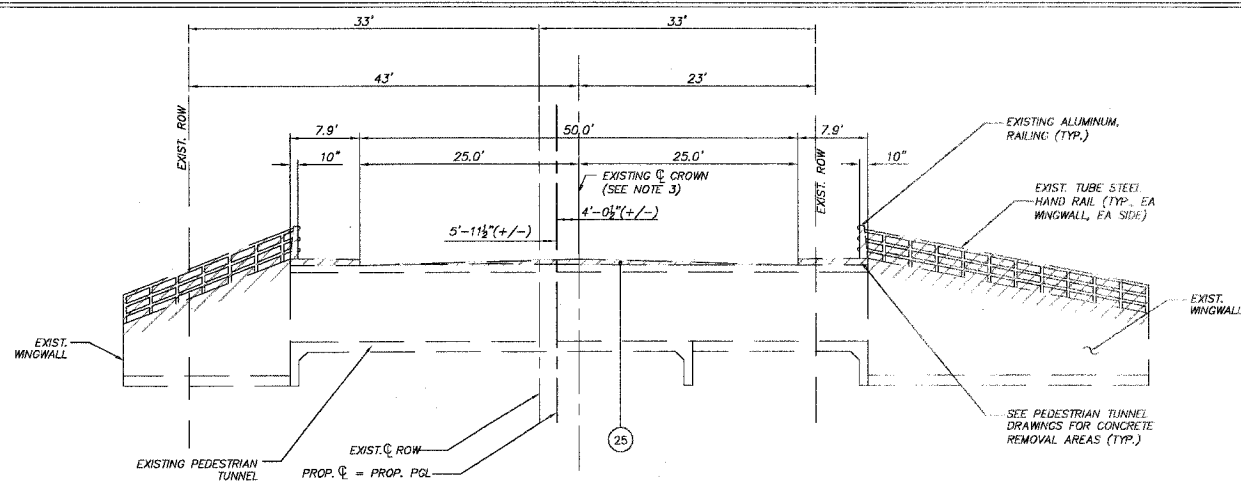 33'
33'
43'
23'
EXIST. ROW
EXIST. ROW
7.9'
50.0'
7.9'
10"
25.0'
25.0'
10"
EXISTING ALUMINUM
RAILING (TYP.)
EXISTING ℄ CROWN
(SEE NOTE 3)
4'-0½"(+/-)
5'-11½"(+/-)
EXIST. TUBE STEEL
HAND RAIL (TYP., EA
WINGWALL, EA SIDE)
EXIST.
WINGWALL
EXIST.
WINGWALL
25
SEE PEDESTRIAN TUNNEL
DRAWINGS FOR CONCRETE
REMOVAL AREAS (TYP.)
EXISTING PEDESTRIAN
TUNNEL
EXIST. ℄ ROW
PROP. ℄ = PROP. PGL